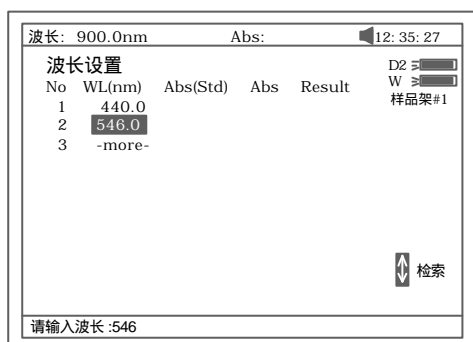 波长: 900.0nm Abs: 12: 35: 27
波长设置
D2
No WL(nm) Abs(Std) Abs Result
W
1 440.0
样品架#1
2 546.0
3 -more-
检索
请输入波长 :546